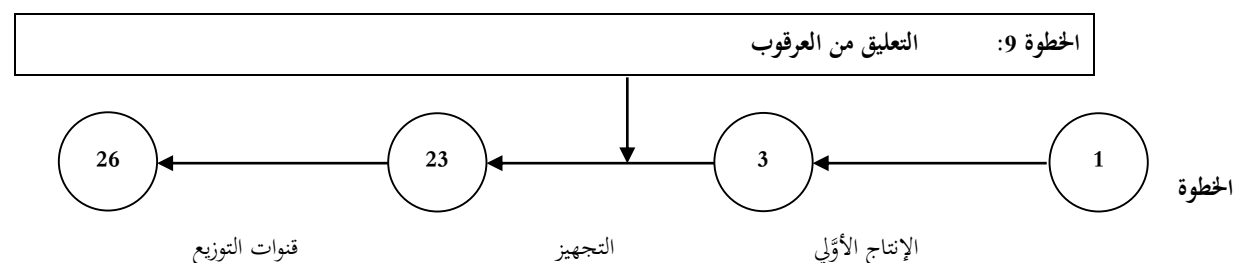 الخطوة 9: التعليق من العرقوب
1 3 23 26
الخطوة
الإنتاج الأوَّلي التجهيز قنوات التوزيع